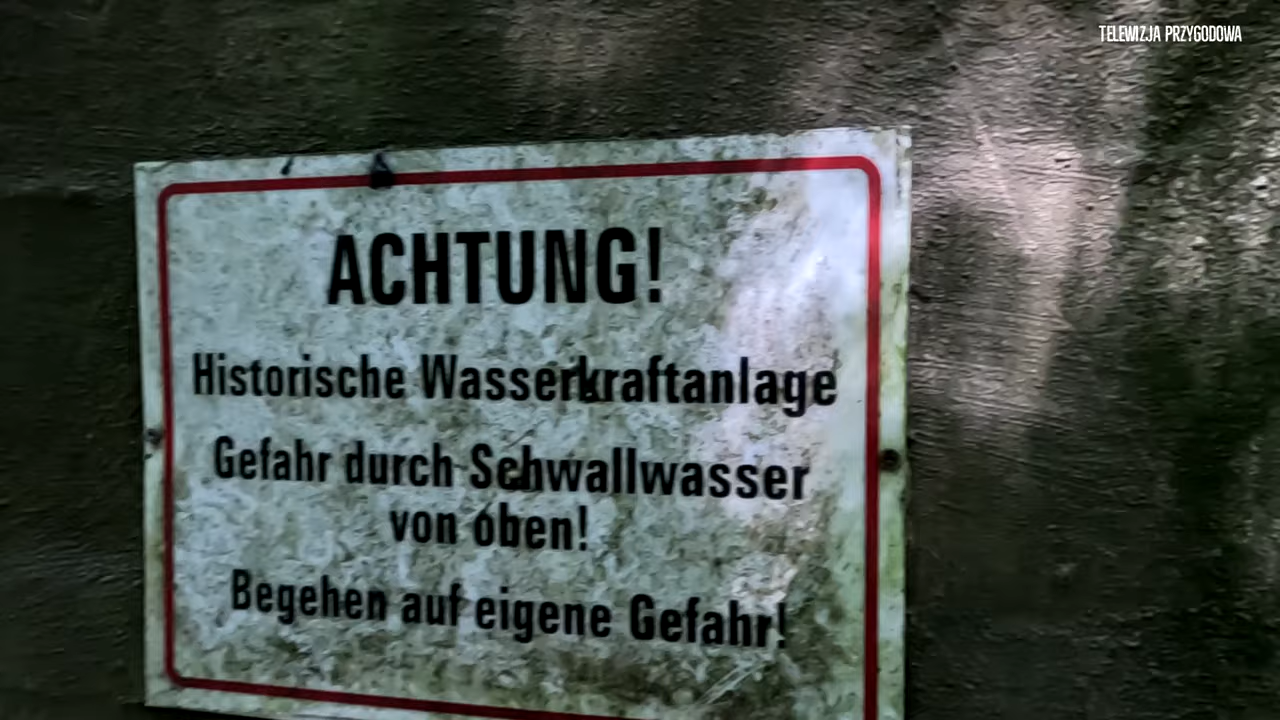 TELEWIZJA PRZYGODOWA
ACHTUNG!
Historische Wasserkraftanlage
Gefahr durch Schwallwasser
von oben!
Begehen auf eigene Gefahr!